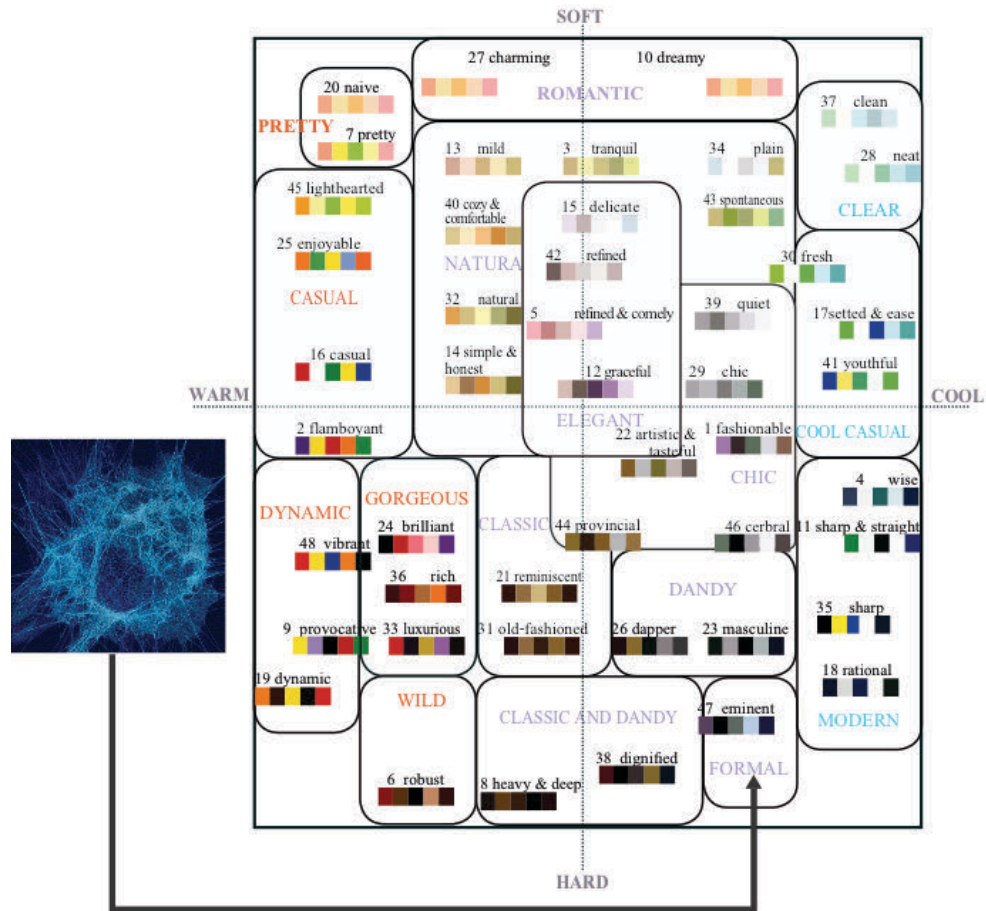 SOFT
27 charming
10 dreamy
ROMANTIC
20 naive
PRETTY
7 pretty
37 clean
28 neat
CLEAR
13 mild
3 tranquil
34 plain
45 lighthearted
40 cozy &
comfortable
15 delicate
43 spontaneous
25 enjoyable
NATURA
42 refined
30 fresh
CASUAL
32 natural
5 refined & comely
39 quiet
17setted & ease
16 casual
14 simple &
honest
12 graceful
29 chic
41 youthful
WARM
COOL
ELEGANT
2 flamboyant
22 artistic &
tasteful
1 fashionable
COOL CASUAL
CHIC
4 wise
DYNAMIC
GORGEOUS
CLASSIC
24 brilliant
44 provincial
46 cerbral
11 sharp & straight
48 vibrant
36 rich
21 reminiscent
DANDY
35 sharp
9 provocative
33 luxurious
31 old-fashioned
26 dapper
23 masculine
19 dynamic
18 rational
WILD
CLASSIC AND DANDY
47 eminent
MODERN
38 dignified
FORMAL
6 robust
8 heavy & deep
HARD